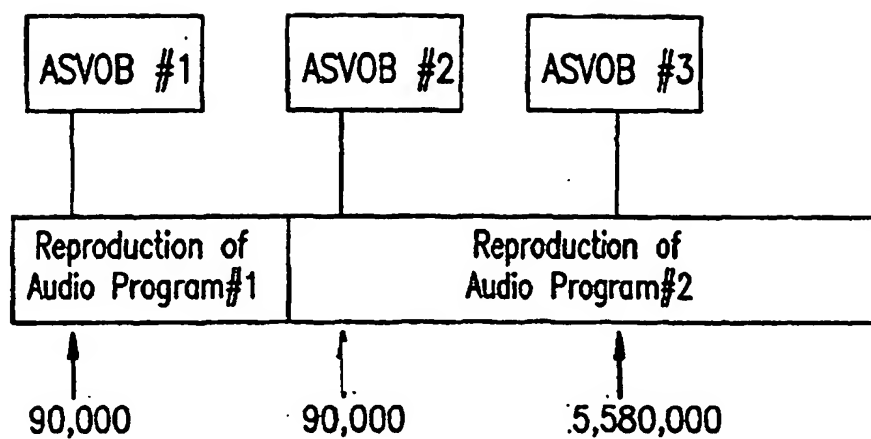 ASVOB #1
ASVOB #2
ASVOB #3
Reproduction of
Audio Program#1
Reproduction of
Audio Program#2
90,000
90,000
5,580,000